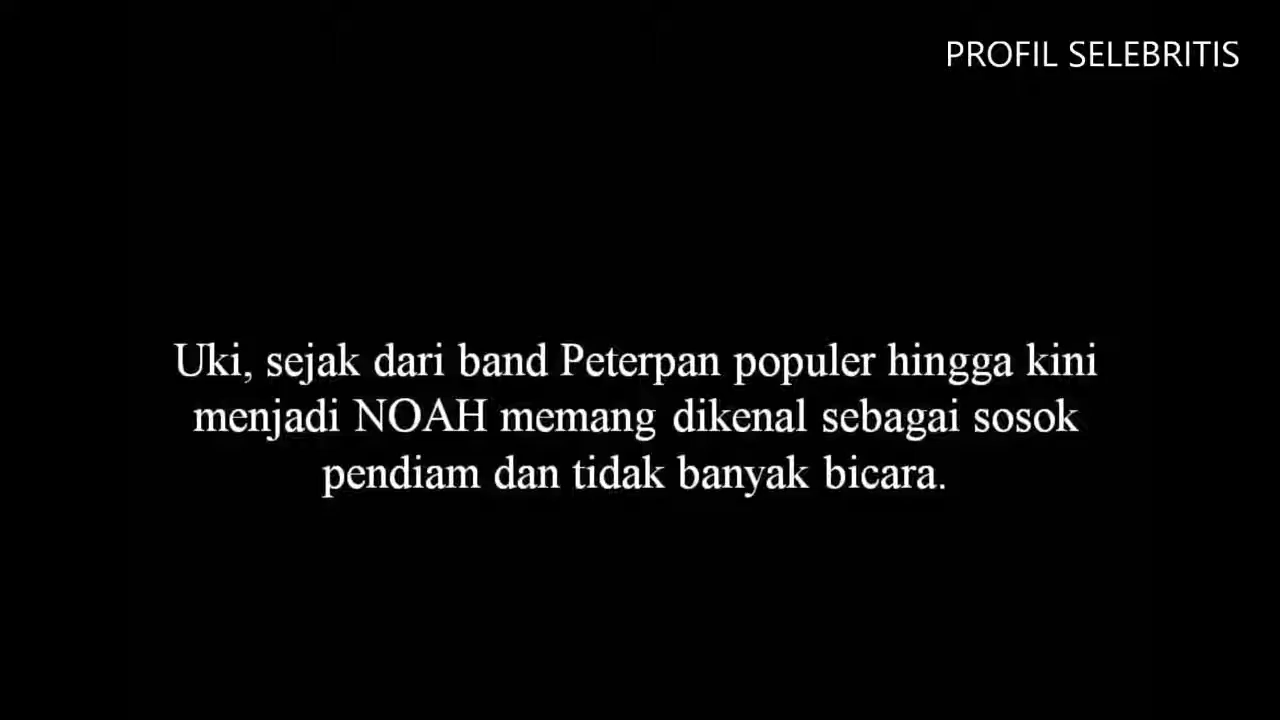 PROFIL SELEBRITIS
Uki, sejak dari band Peterpan populer hingga kini
menjadi NOAH memang dikenal sebagai sosok
pendiam dan tidak banyak bicara.